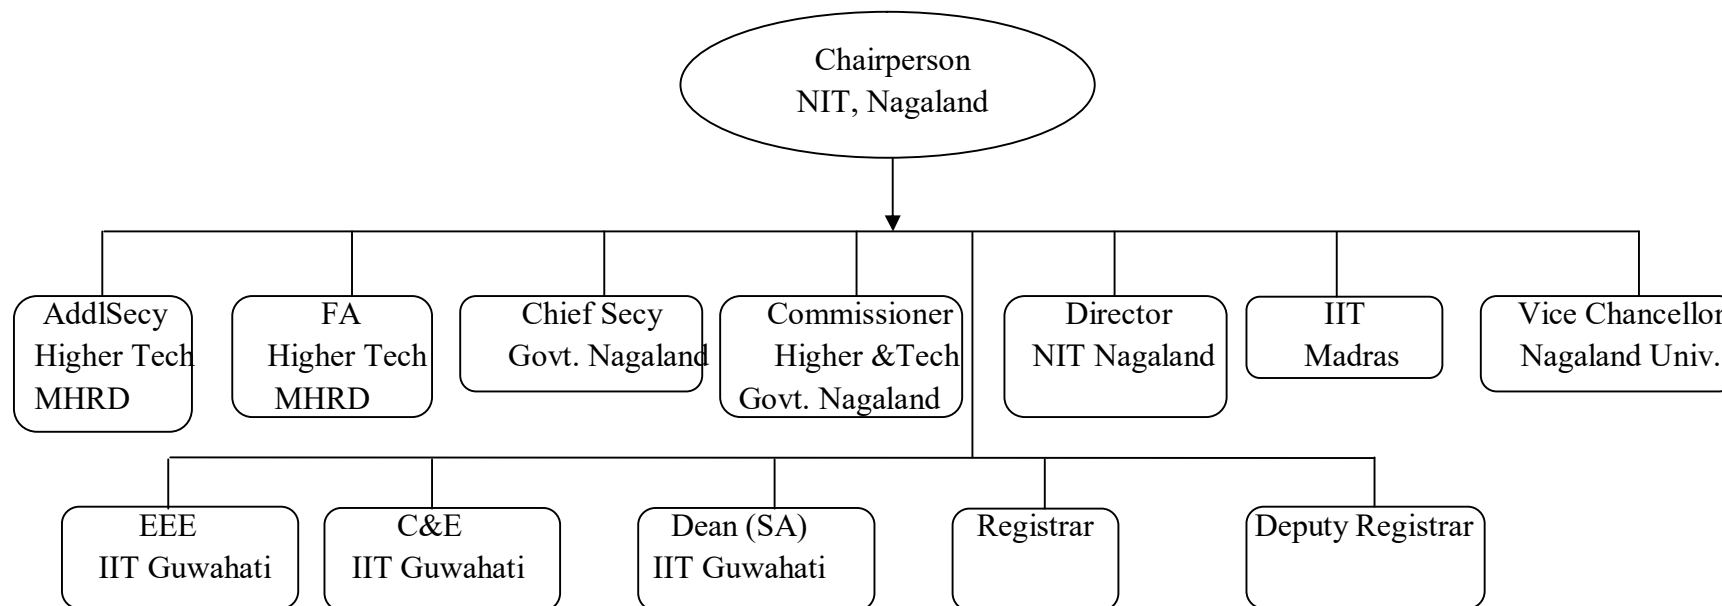 Chairperson
NIT, Nagaland
AddlSecy
Higher Tech
MHRD
FA
Higher Tech
MHRD
Chief Secy
Govt. Nagaland
Commissioner
Higher &Tech
Govt. Nagaland
Director
NIT Nagaland
IIT
Madras
Vice Chancellor
Nagaland Univ.
EEE
IIT Guwahati
C&E
IIT Guwahati
Dean (SA)
IIT Guwahati
Registrar
Deputy Registrar